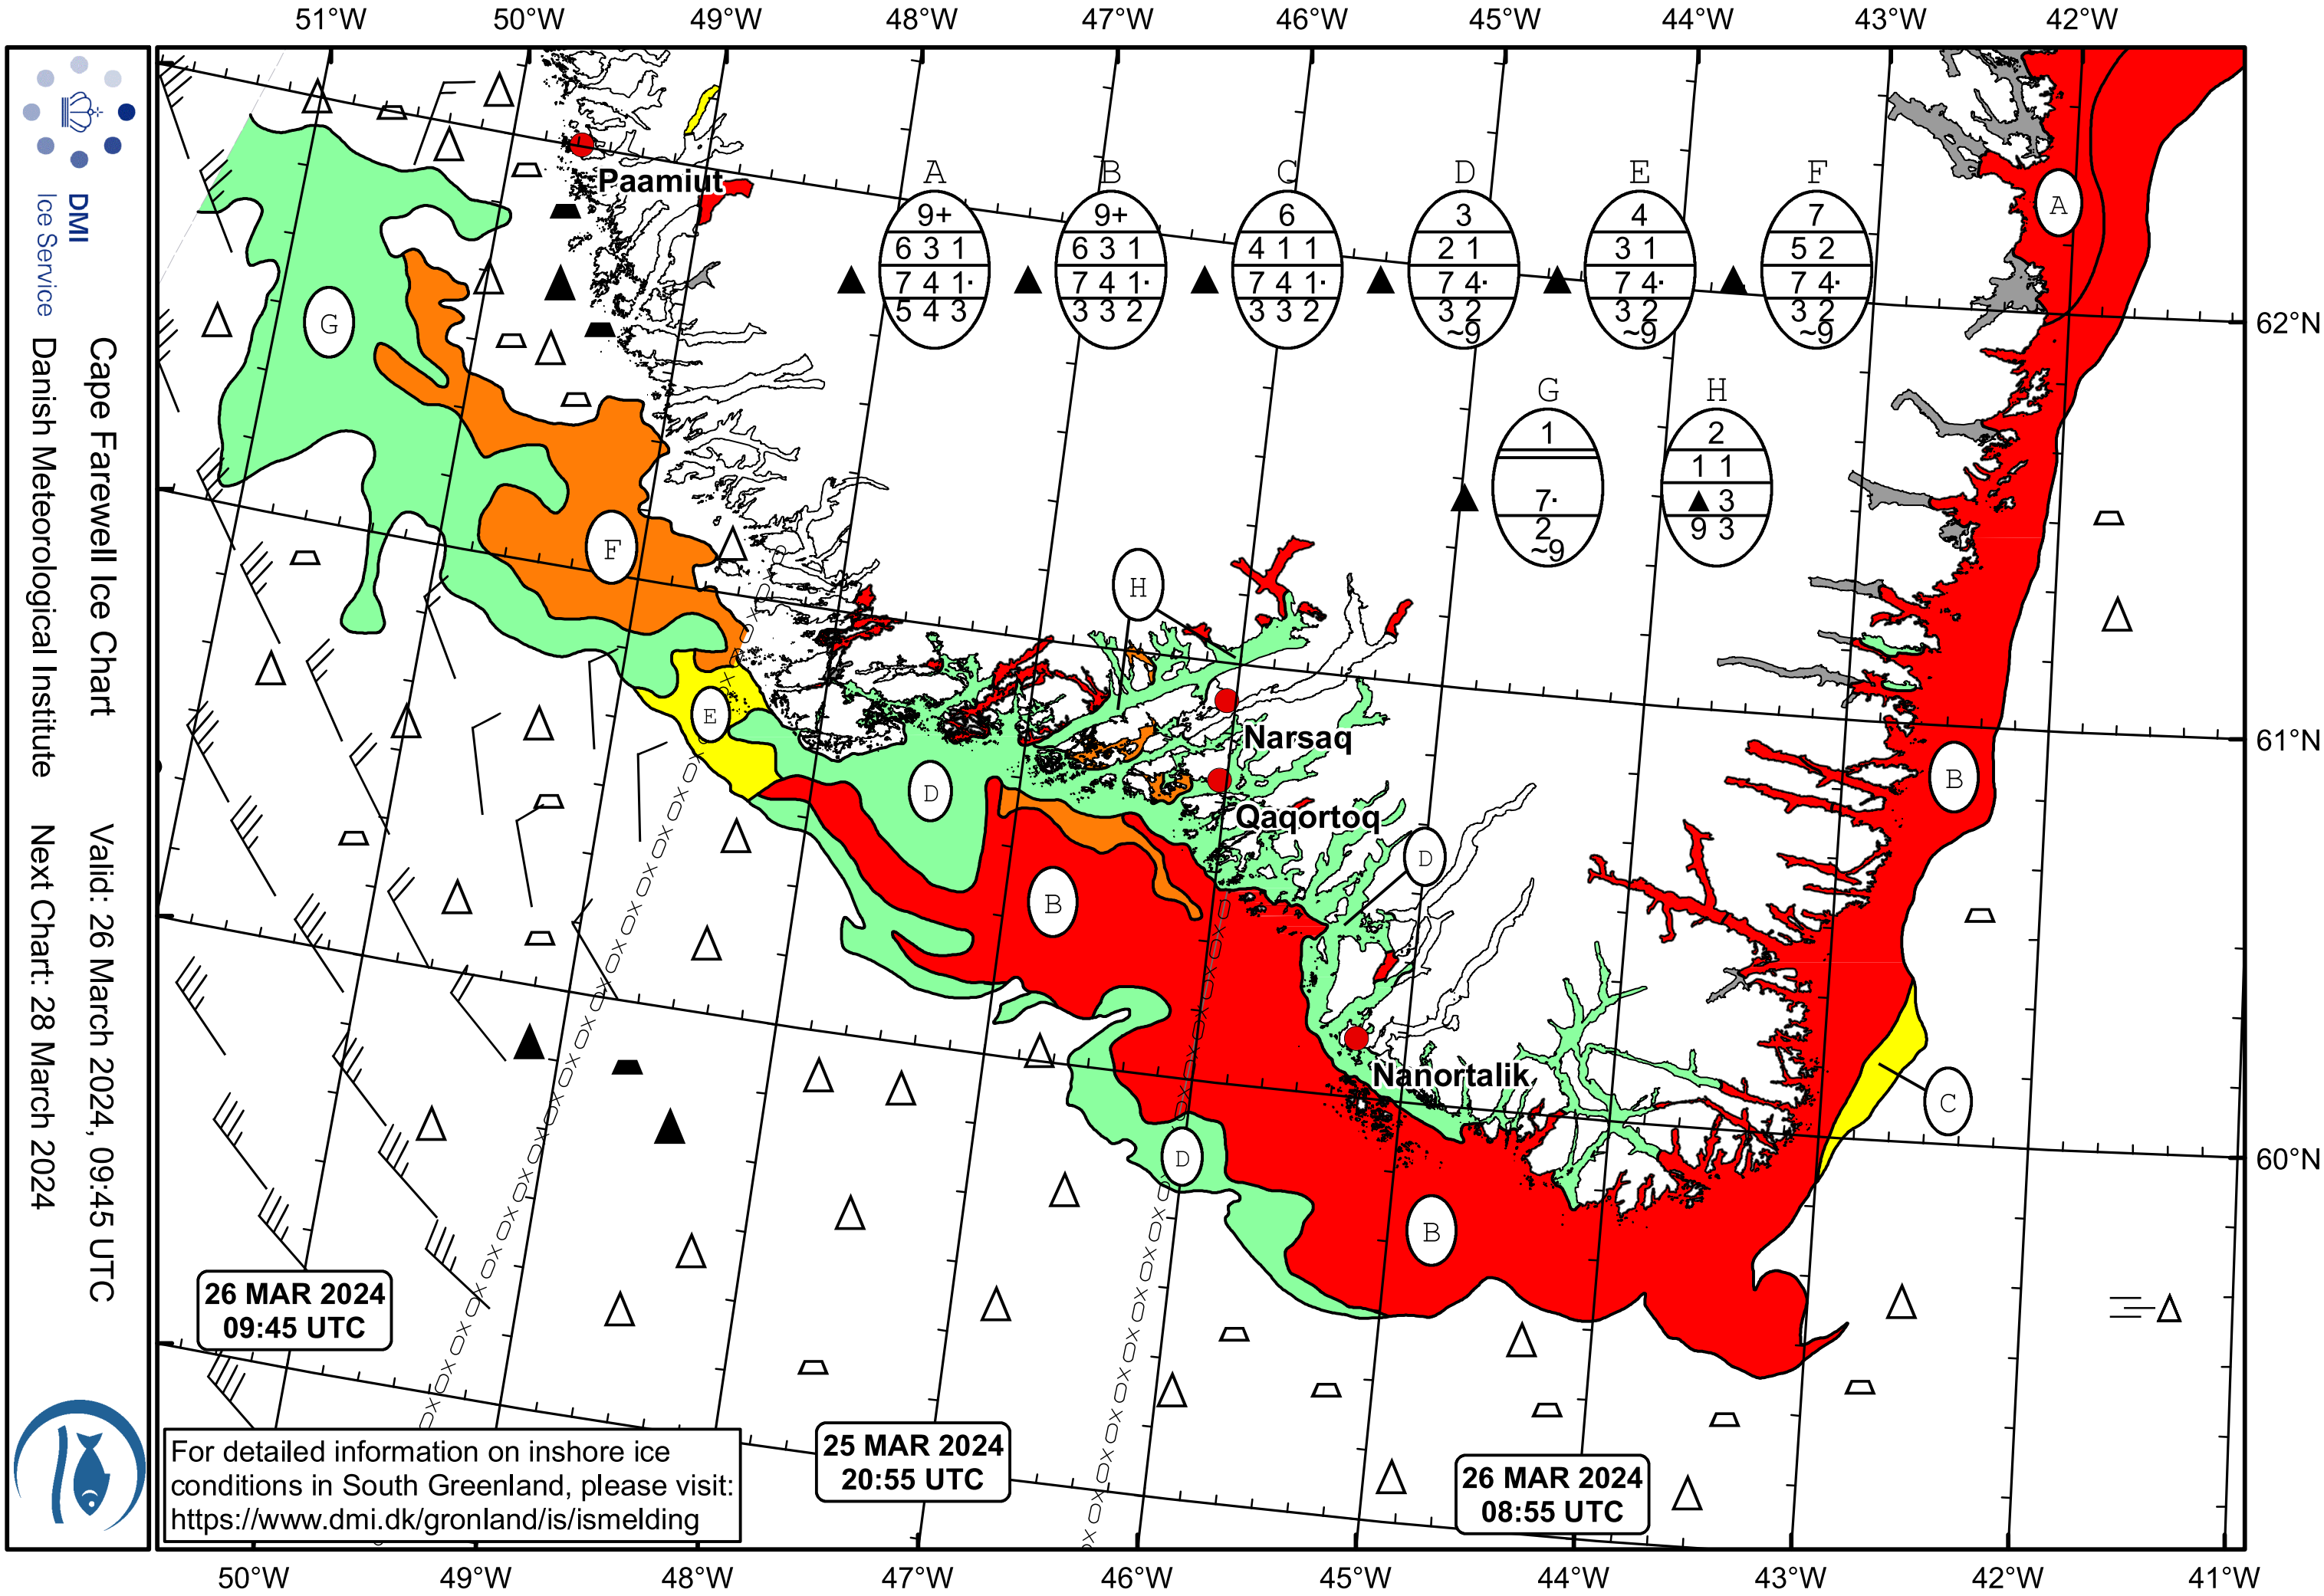 51°W 50°W 49°W 48°W 47°W 46°W 45°W 44°W 43°W 42°W
DMI
Ice Service
Cape Farewell Ice Chart
Danish Meteorological Institute
Valid: 26 March 2024, 09:45 UTC
Next Chart: 28 March 2024
Paamiut
A
9+
6 3 1
7 4 1·
5 4 3
B
9+
6 3 1
7 4 1·
3 3 2
C
6
4 1 1
7 4 1·
3 3 2
D
3
2 1
7 4·
3 2
~9
E
4
3 1
7 4·
3 2
~9
F
7
5 2
7 4·
3 2
~9
G
1
7·
2
~9
H
2
1 1
▲ 3
9 3
A
G
62°N
F
H
E
Narsaq
61°N
D
B
Qaqortoq
D
B
Nanortalik
C
D
60°N
B
26 MAR 2024
09:45 UTC
25 MAR 2024
20:55 UTC
26 MAR 2024
08:55 UTC
For detailed information on inshore ice
conditions in South Greenland, please visit:
https://www.dmi.dk/gronland/is/ismelding
50°W 49°W 48°W 47°W 46°W 45°W 44°W 43°W 42°W 41°W